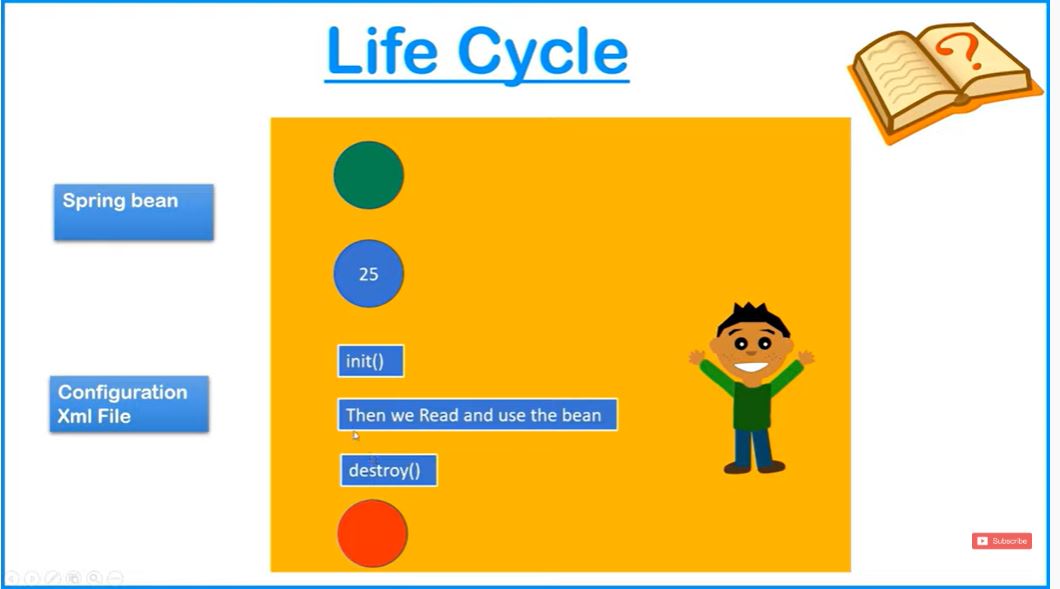 Life Cycle
?
Spring bean
25
init()
Configuration
Xml File
Then we Read and use the bean
destroy()
Subscribe